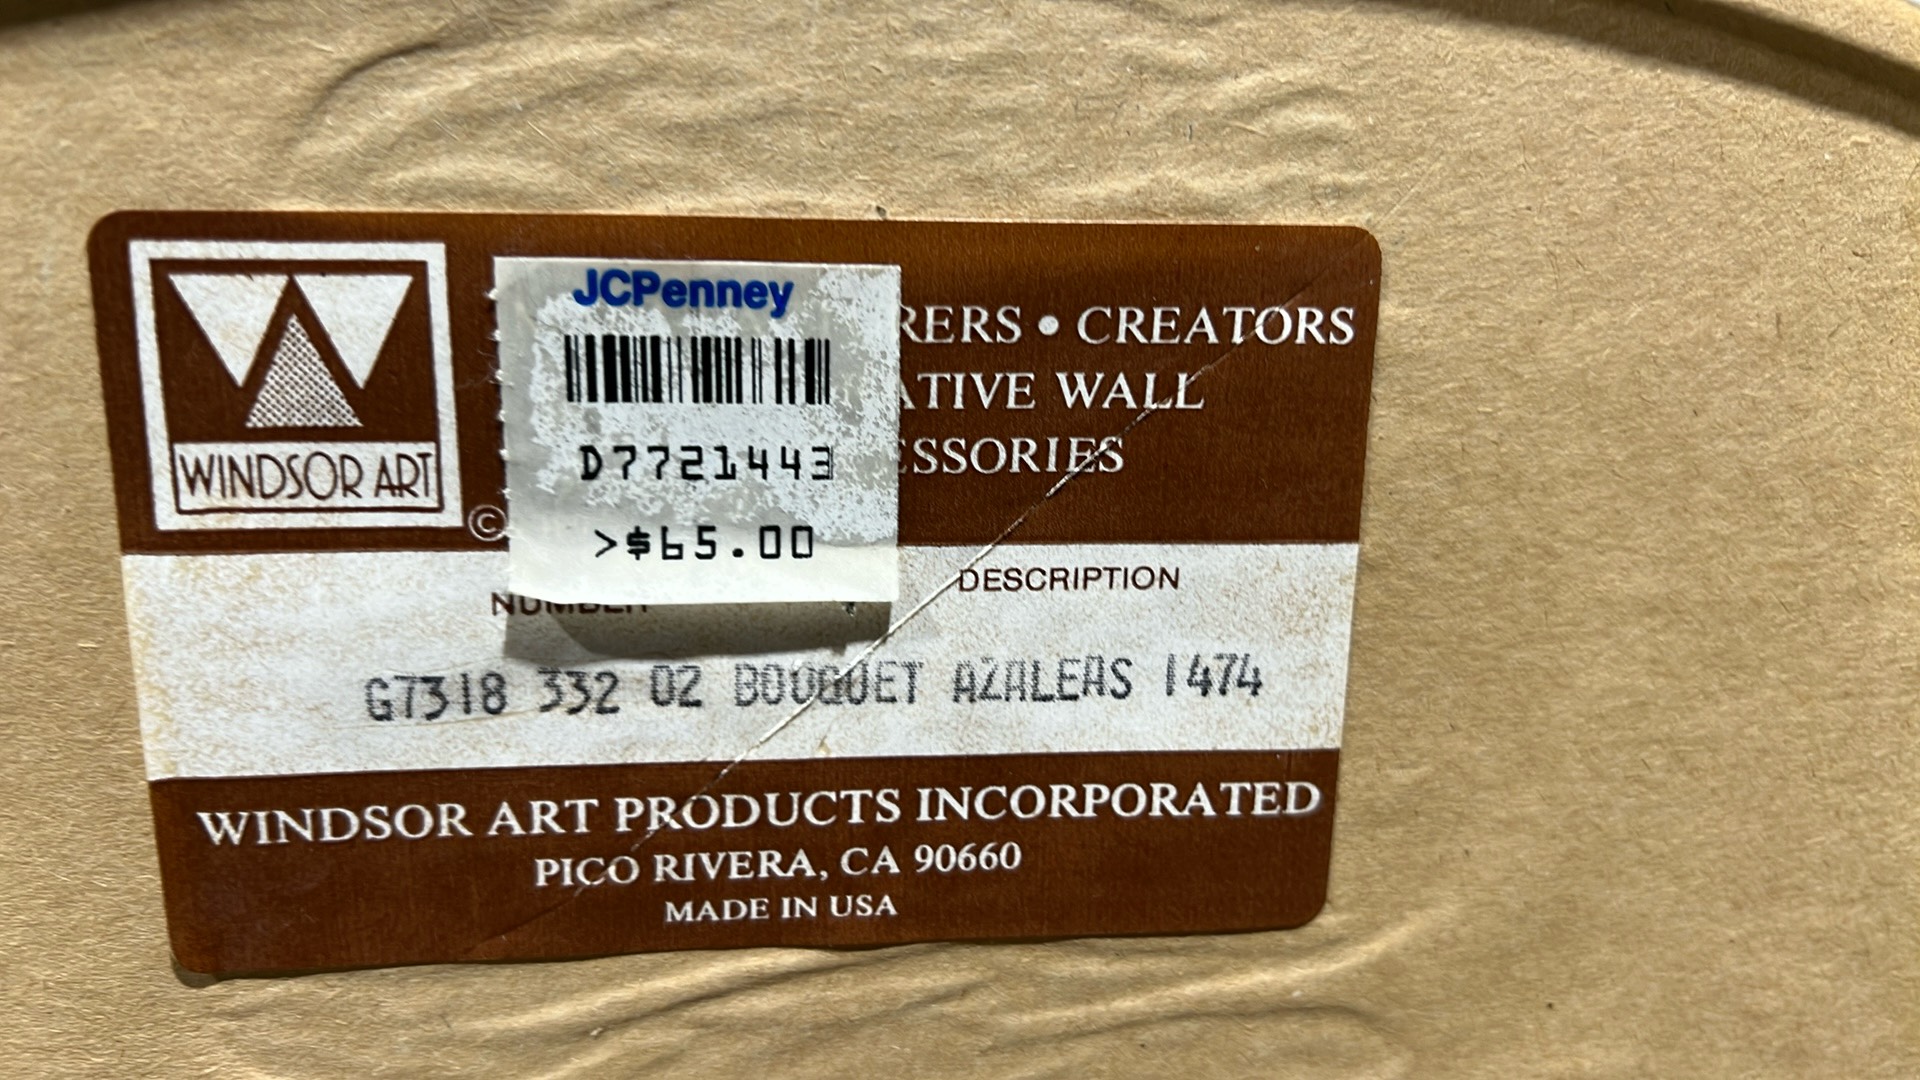 WINDSOR ART
©
JCPenney
D7721443
>$65.00
RERS • CREATORS
ATIVE WALL
ESSORIES
NUMBER
DESCRIPTION
G7318 332 02 BOUQUET AZALEAS 1474
WINDSOR ART PRODUCTS INCORPORATED
PICO RIVERA, CA 90660
MADE IN USA